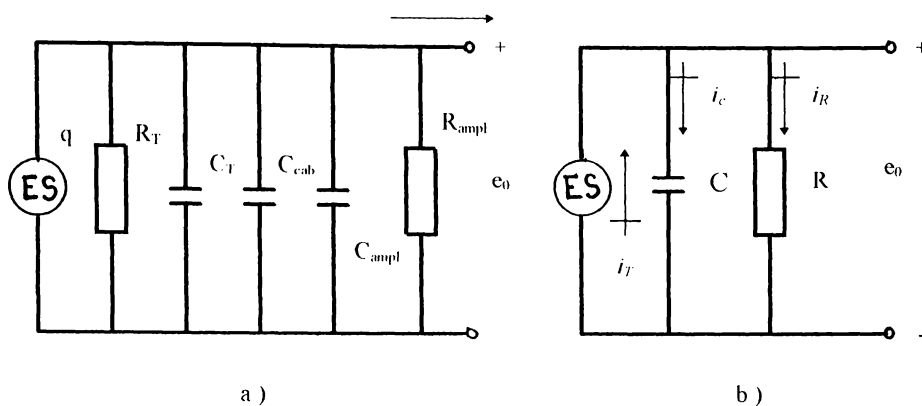 +
+
q
R_T
R_ampl
i_c
i_R
C_T
C_cab
e_0
ES
ES
C
R
e_0
C_ampl
i_T
-
-
a )
b )